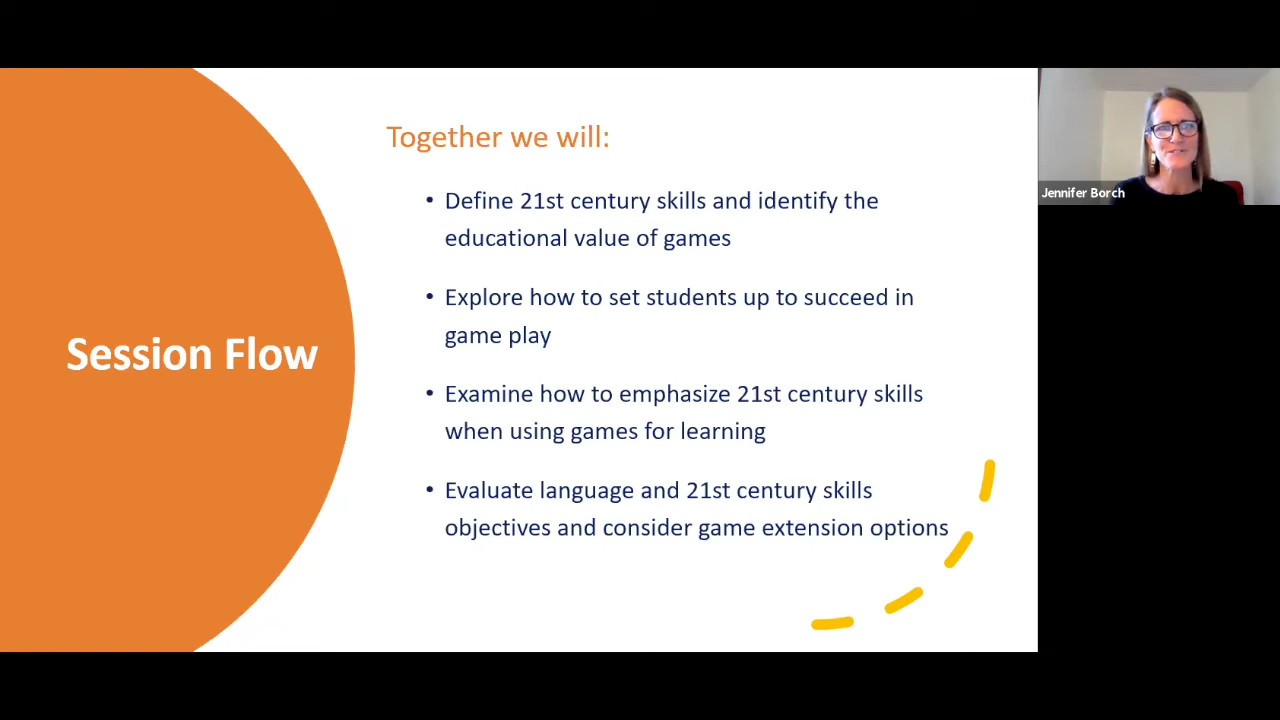 Session Flow
Together we will:
• Define 21st century skills and identify the
educational value of games
• Explore how to set students up to succeed in
game play
• Examine how to emphasize 21st century skills
when using games for learning
• Evaluate language and 21st century skills
objectives and consider game extension options
Jennifer Borch